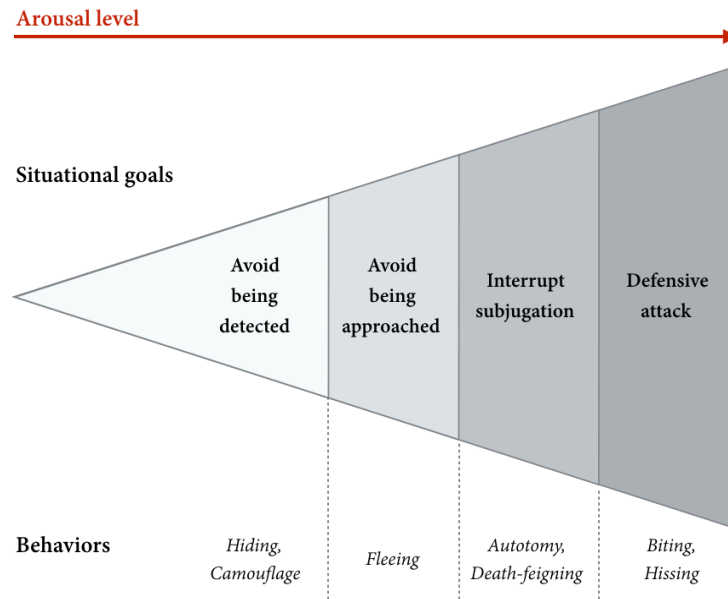 Arousal level
Situational goals
Avoid
being
detected
Avoid
being
approached
Interrupt
subjugation
Defensive
attack
Behaviors
Hiding,
Camouflage
Fleeing
Autotomy,
Death-feigning
Biting,
Hissing